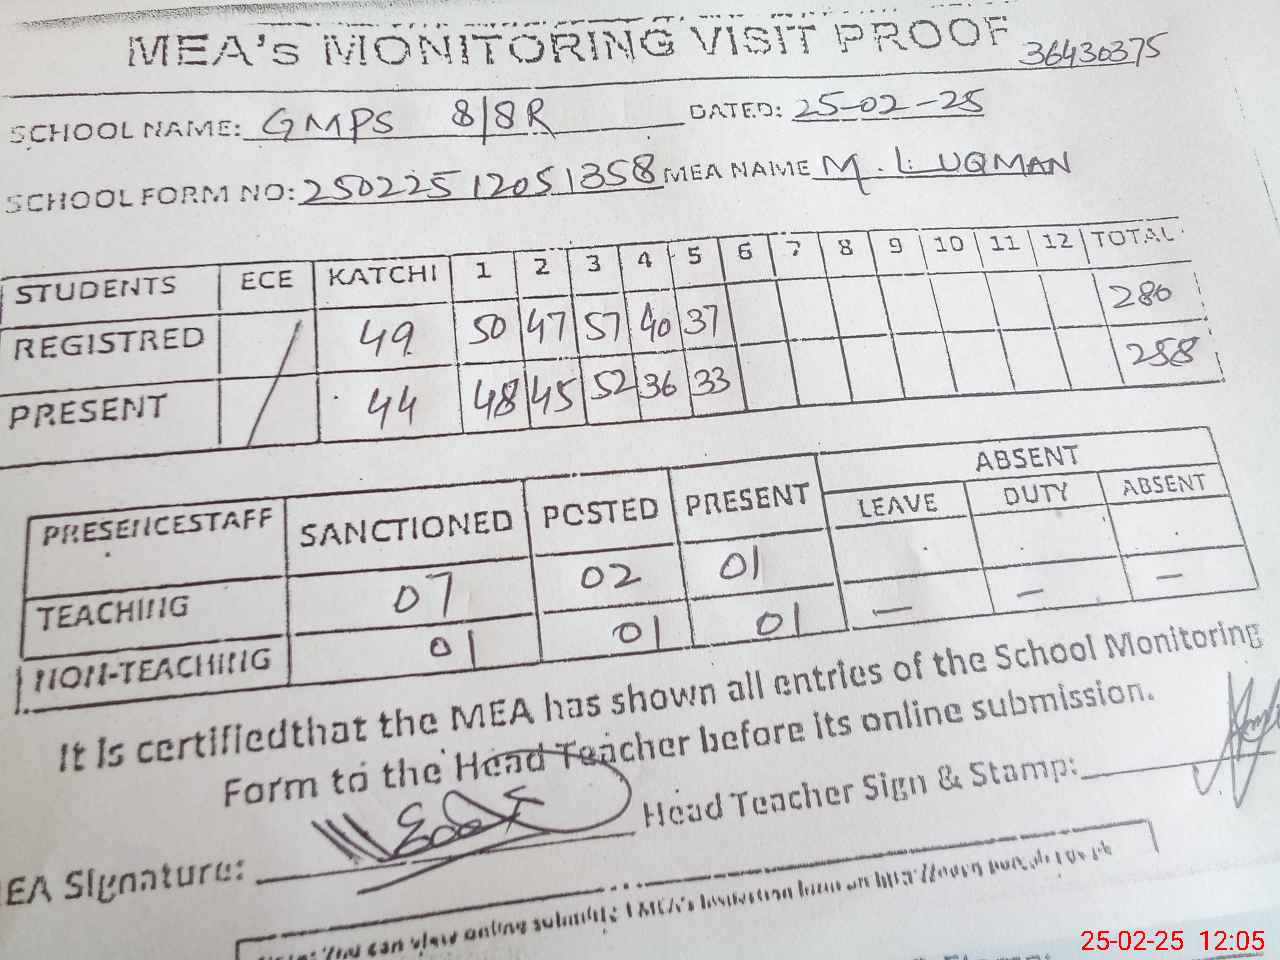 MEA's MONITORING VISIT PROOF 36430375
SCHOOL NAME: GMPS 8/8R DATED: 25-02-25
SCHOOL FORM NO: 250225 12051358 MEA NAME M. LUQMAN
STUDENTS ECE KATCHI 1 2 3 4 5 6 7 8 9 10 11 12 TOTAL
REGISTRED / 49 50 47 57 40 37 280
PRESENT 44 48 45 52 36 33 258
ABSENT
PRESENCESTAFF SANCTIONED POSTED PRESENT LEAVE DUTY ABSENT
TEACHING 07 02 01
NON-TEACHING 01 01 01 — — —
It is certifiedthat the MEA has shown all entries of the School Monitoring
Form to the Head Teacher before its online submission.
EA Signature: Head Teacher Sign & Stamp:
You can view online
25-02-25 12:05